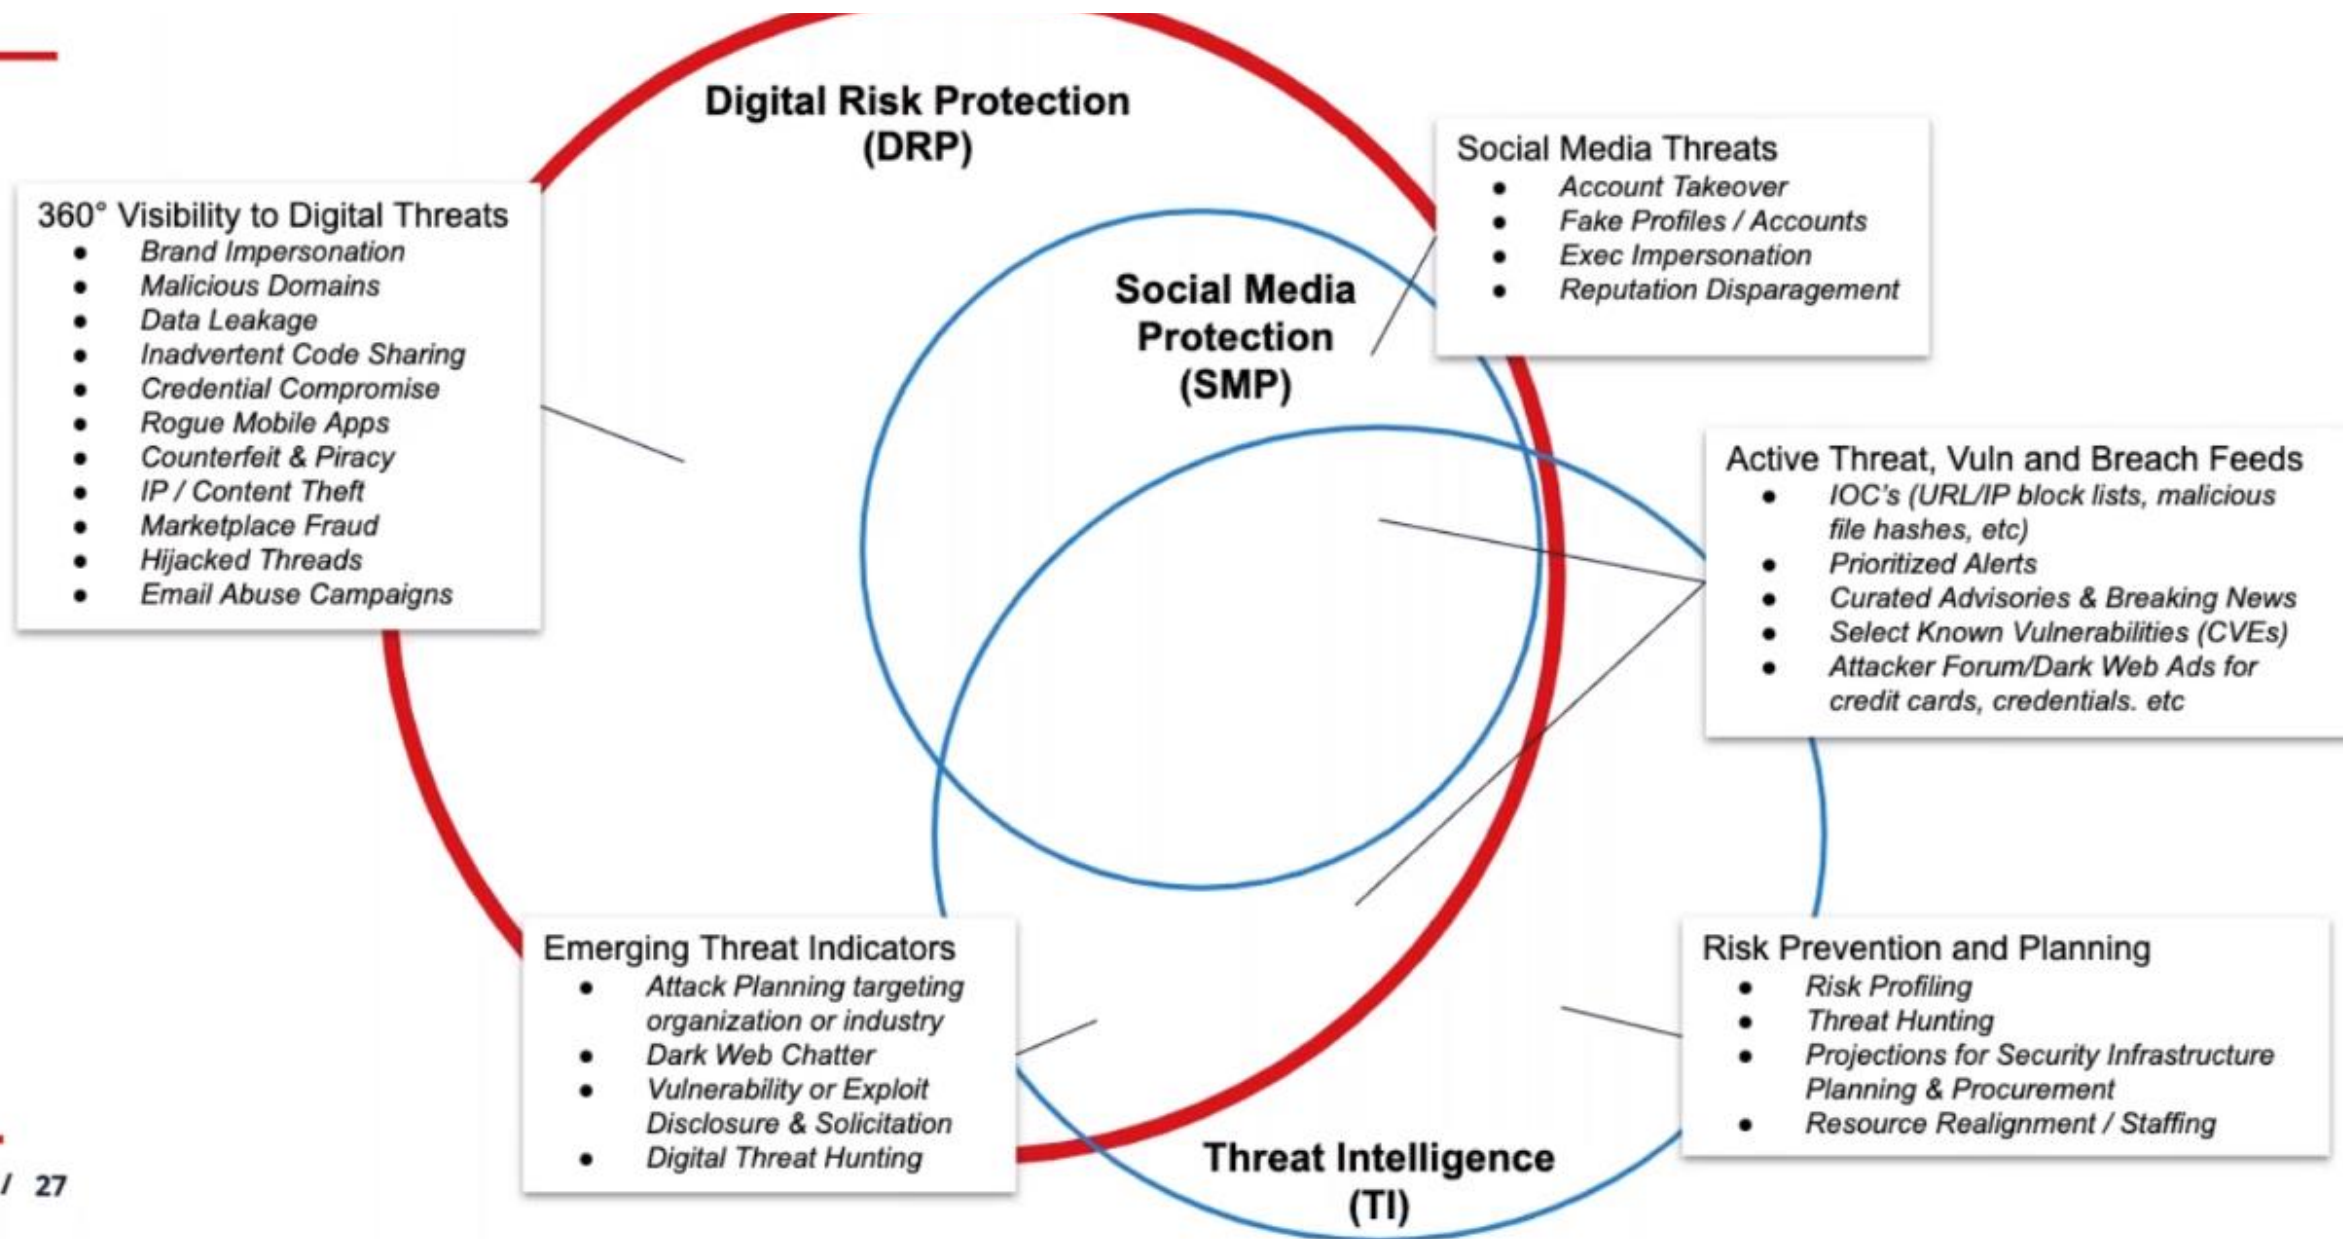 Digital Risk Protection
(DRP)
360° Visibility to Digital Threats
● Brand Impersonation
● Malicious Domains
● Data Leakage
● Inadvertent Code Sharing
● Credential Compromise
● Rogue Mobile Apps
● Counterfeit & Piracy
● IP / Content Theft
● Marketplace Fraud
● Hijacked Threads
● Email Abuse Campaigns
Social Media
Protection
(SMP)
Social Media Threats
● Account Takeover
● Fake Profiles / Accounts
● Exec Impersonation
● Reputation Disparagement
Active Threat, Vuln and Breach Feeds
● IOC's (URL/IP block lists, malicious
file hashes, etc)
● Prioritized Alerts
● Curated Advisories & Breaking News
● Select Known Vulnerabilities (CVEs)
● Attacker Forum/Dark Web Ads for
credit cards, credentials. etc
Emerging Threat Indicators
● Attack Planning targeting
organization or industry
● Dark Web Chatter
● Vulnerability or Exploit
Disclosure & Solicitation
● Digital Threat Hunting
Risk Prevention and Planning
● Risk Profiling
● Threat Hunting
● Projections for Security Infrastructure
Planning & Procurement
● Resource Realignment / Staffing
Threat Intelligence
(TI)
/ 27